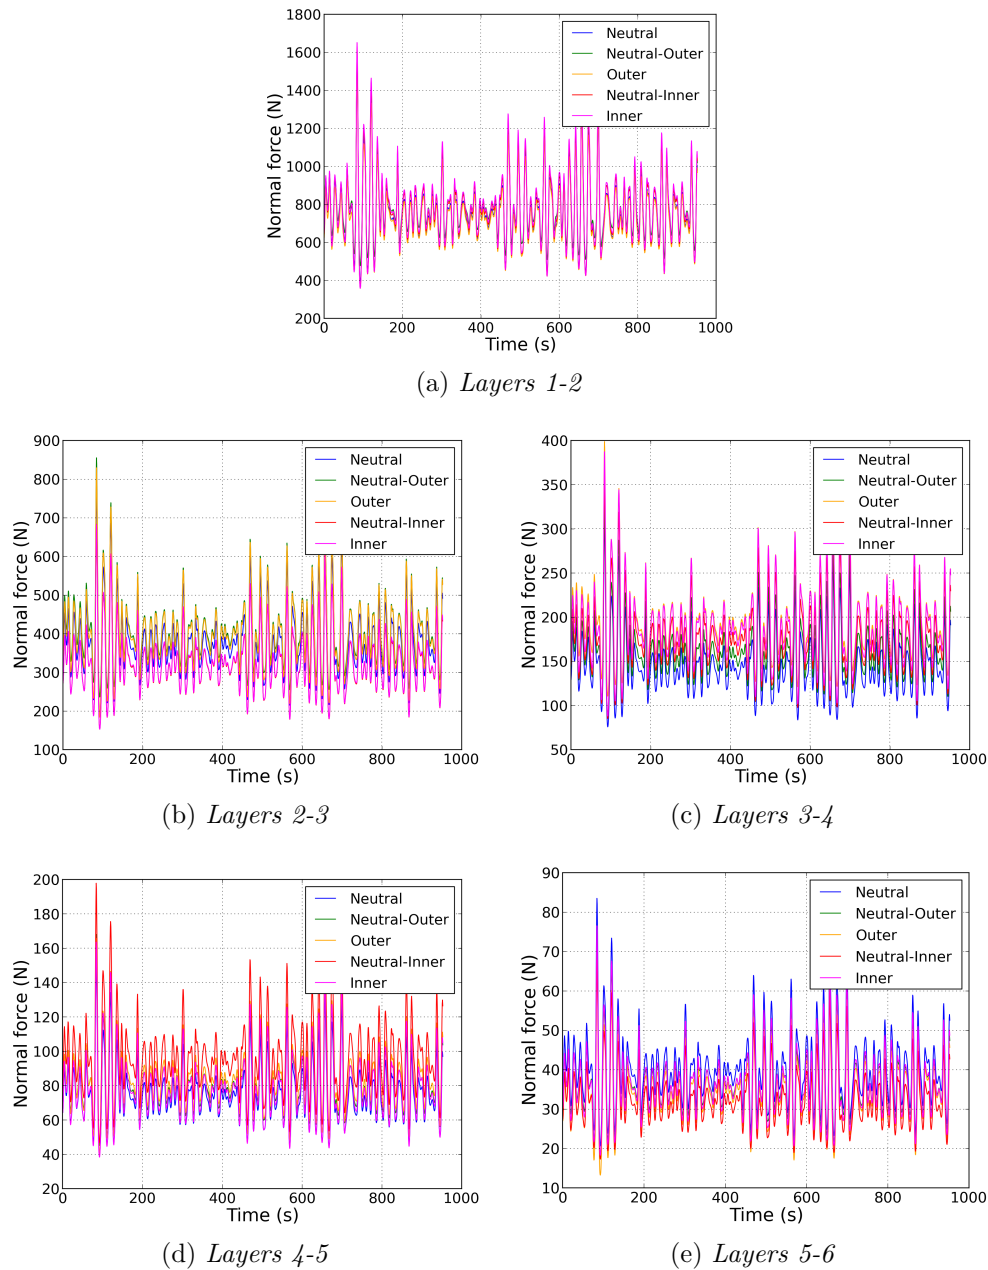 1800
1600
1400
1200
1000
800
600
400
200
Normal force (N)
Neutral
Neutral-Outer
Outer
Neutral-Inner
Inner
0 200 400 600 800 1000
Time (s)
(a) Layers 1-2
900
800
700
600
500
400
300
200
100
Normal force (N)
Neutral
Neutral-Outer
Outer
Neutral-Inner
Inner
0 200 400 600 800 1000
Time (s)
(b) Layers 2-3
400
350
300
250
200
150
100
50
Normal force (N)
Neutral
Neutral-Outer
Outer
Neutral-Inner
Inner
0 200 400 600 800 1000
Time (s)
(c) Layers 3-4
200
180
160
140
120
100
80
60
40
20
Normal force (N)
Neutral
Neutral-Outer
Outer
Neutral-Inner
Inner
0 200 400 600 800 1000
Time (s)
(d) Layers 4-5
90
80
70
60
50
40
30
20
10
Normal force (N)
Neutral
Neutral-Outer
Outer
Neutral-Inner
Inner
0 200 400 600 800 1000
Time (s)
(e) Layers 5-6